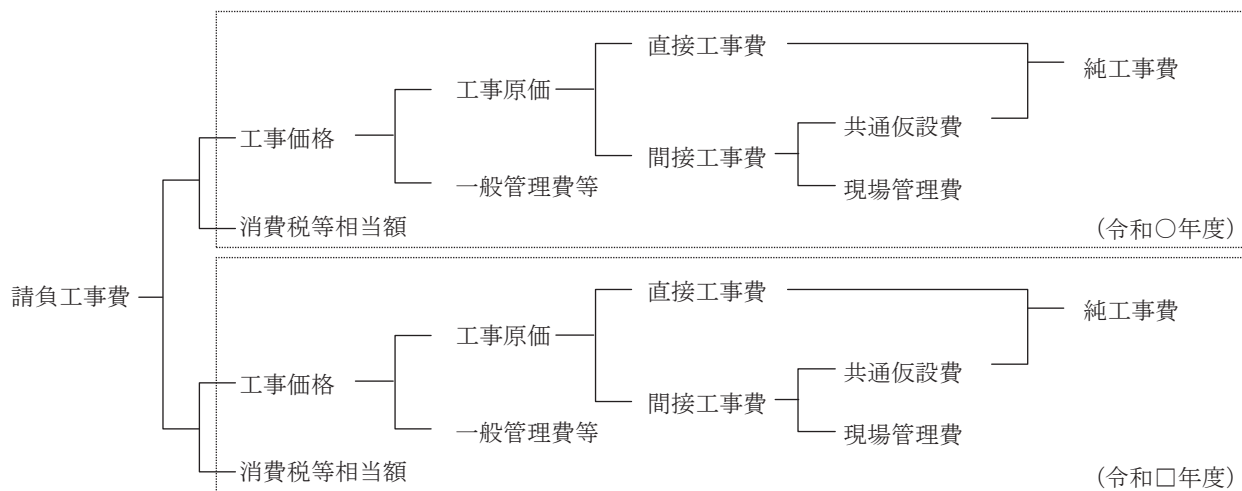 直接工事費
純工事費
工事原価
共通仮設費
工事価格
間接工事費
一般管理費等
現場管理費
消費税等相当額
(令和○年度)
請負工事費
直接工事費
純工事費
工事原価
共通仮設費
工事価格
間接工事費
一般管理費等
現場管理費
消費税等相当額
(令和□年度)